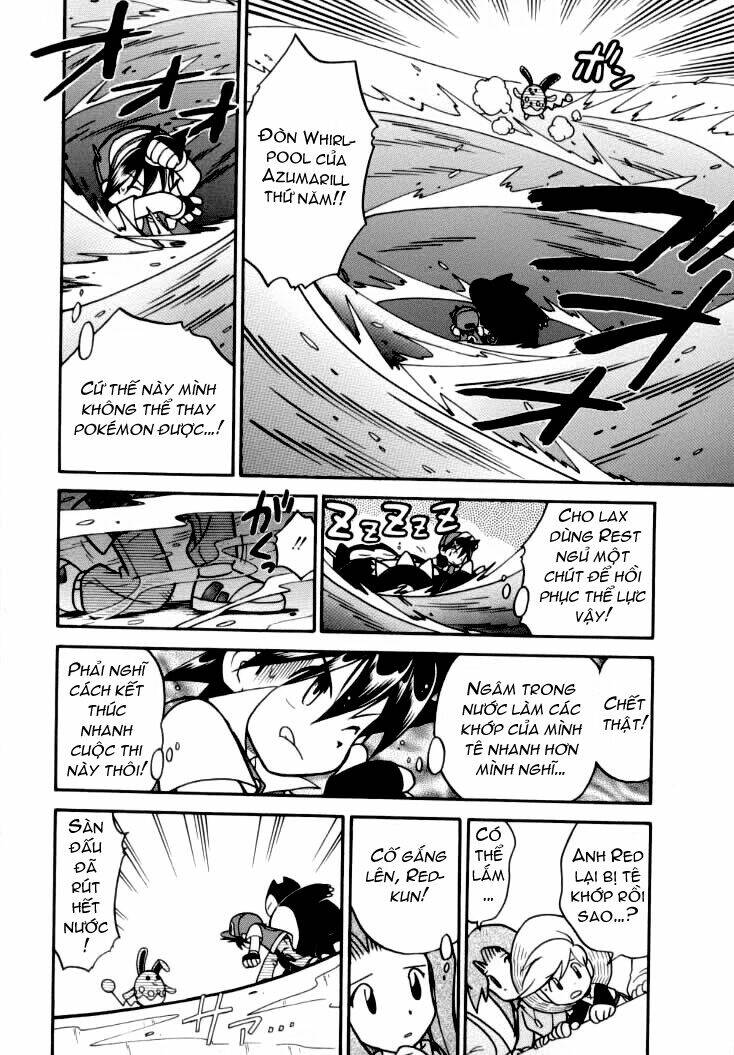 ボン
Đòn Whirl-
pool của
Azumarill
thứ năm!!
Cứ thế này mình
không thể thay
Pokémon được...!
Cho Lax
dùng Rest
ngủ một
chút để hồi
phục thể lực
vậy!
ZZZZZ
!!
Chết
thật!
Ngâm trong
nước làm các
khớp của mình
tê nhanh hơn
mình nghĩ...
Phải nghĩ
cách kết
thúc
nhanh
cuộc thi
này thôi!
Anh Red
lại bị tê
khớp rồi
sao...?
Có
thể
lắm
...
Cố gắng
lên, Red-
kun!
Sàn
đấu
đã
rút
hết
nước
!